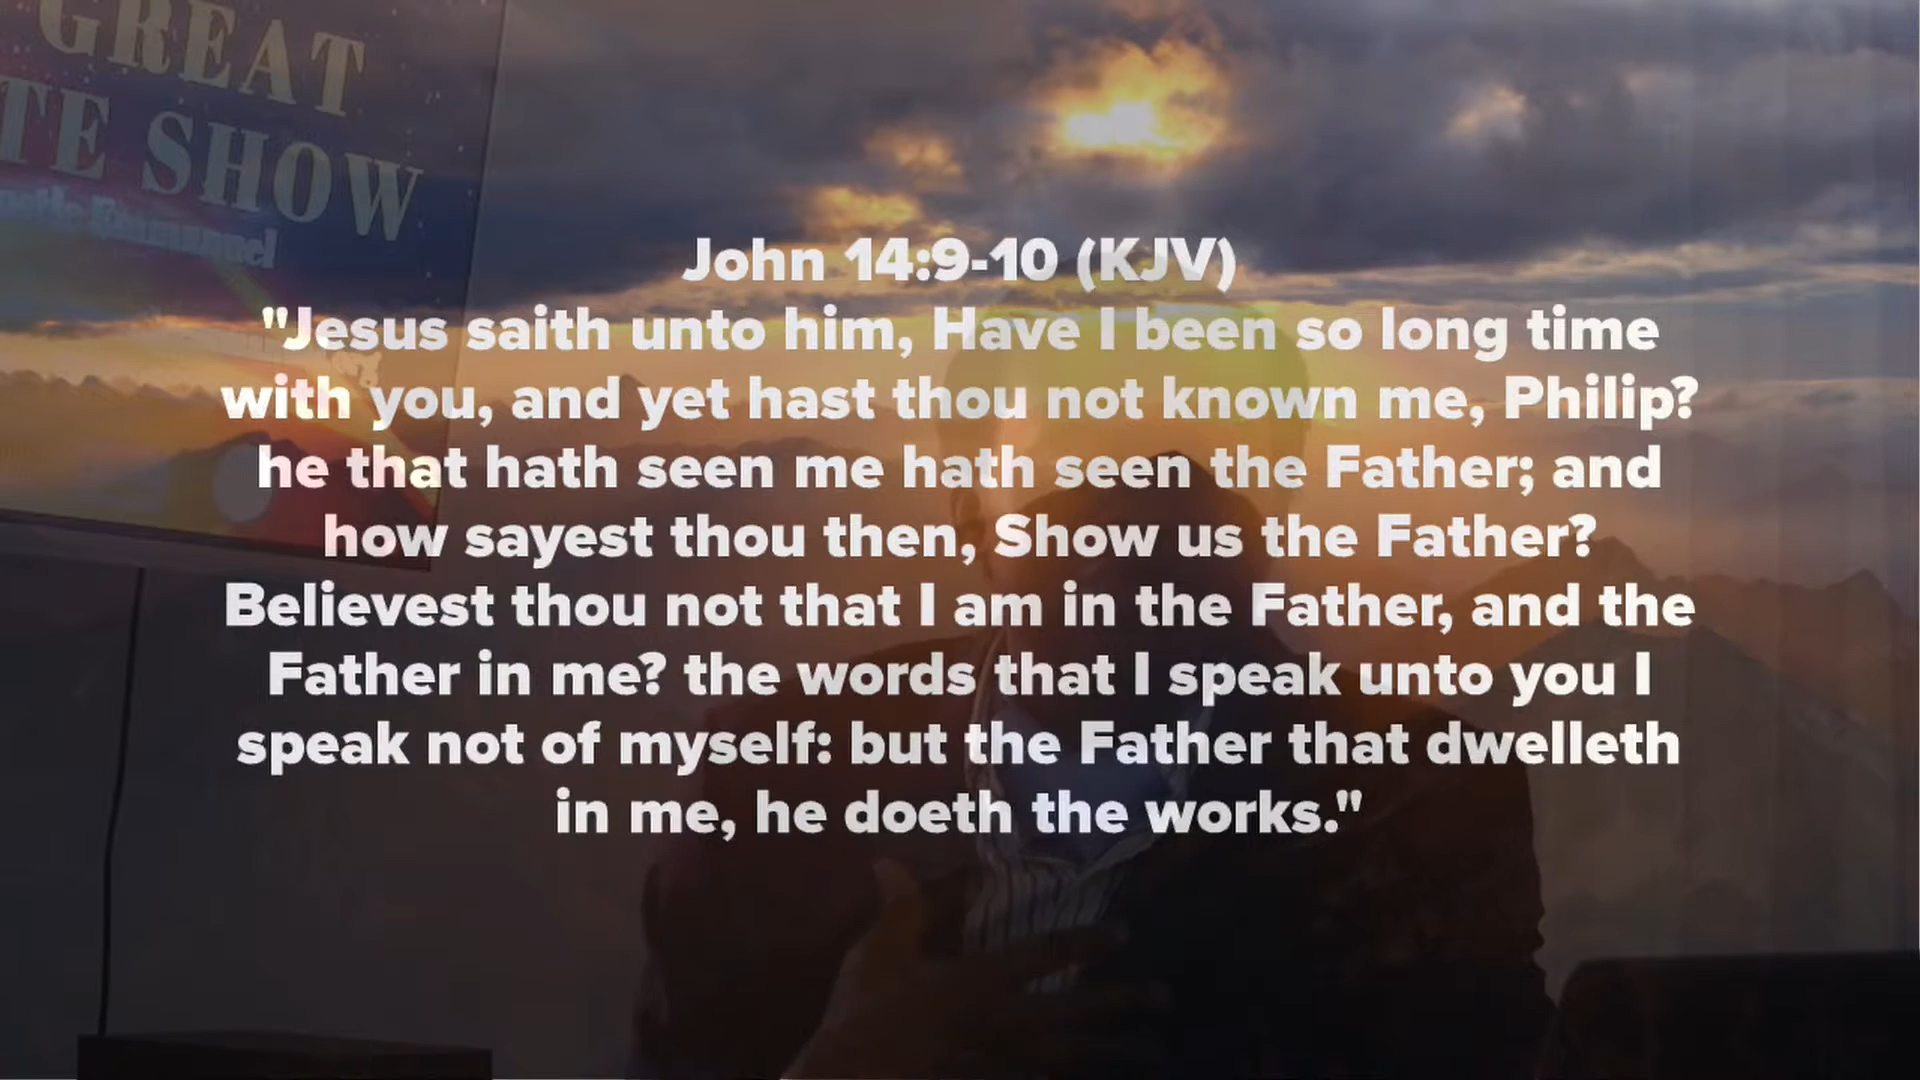 GREAT
TE SHOW
Emmanuel
John 14:9-10 (KJV)
"Jesus saith unto him, Have I been so long time
with you, and yet hast thou not known me, Philip?
he that hath seen me hath seen the Father; and
how sayest thou then, Show us the Father?
Believest thou not that I am in the Father, and the
Father in me? the words that I speak unto you I
speak not of myself: but the Father that dwelleth
in me, he doeth the works."